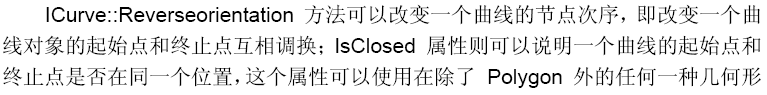 ICurve::Reverseorientation 方法可以改变一个曲线的节点次序，即改变一个曲
线对象的起始点和终止点互相调换；IsClosed 属性则可以说明一个曲线的起始点和
终止点是否在同一个位置，这个属性可以使用在除了 Polygon 外的任何一种几何形